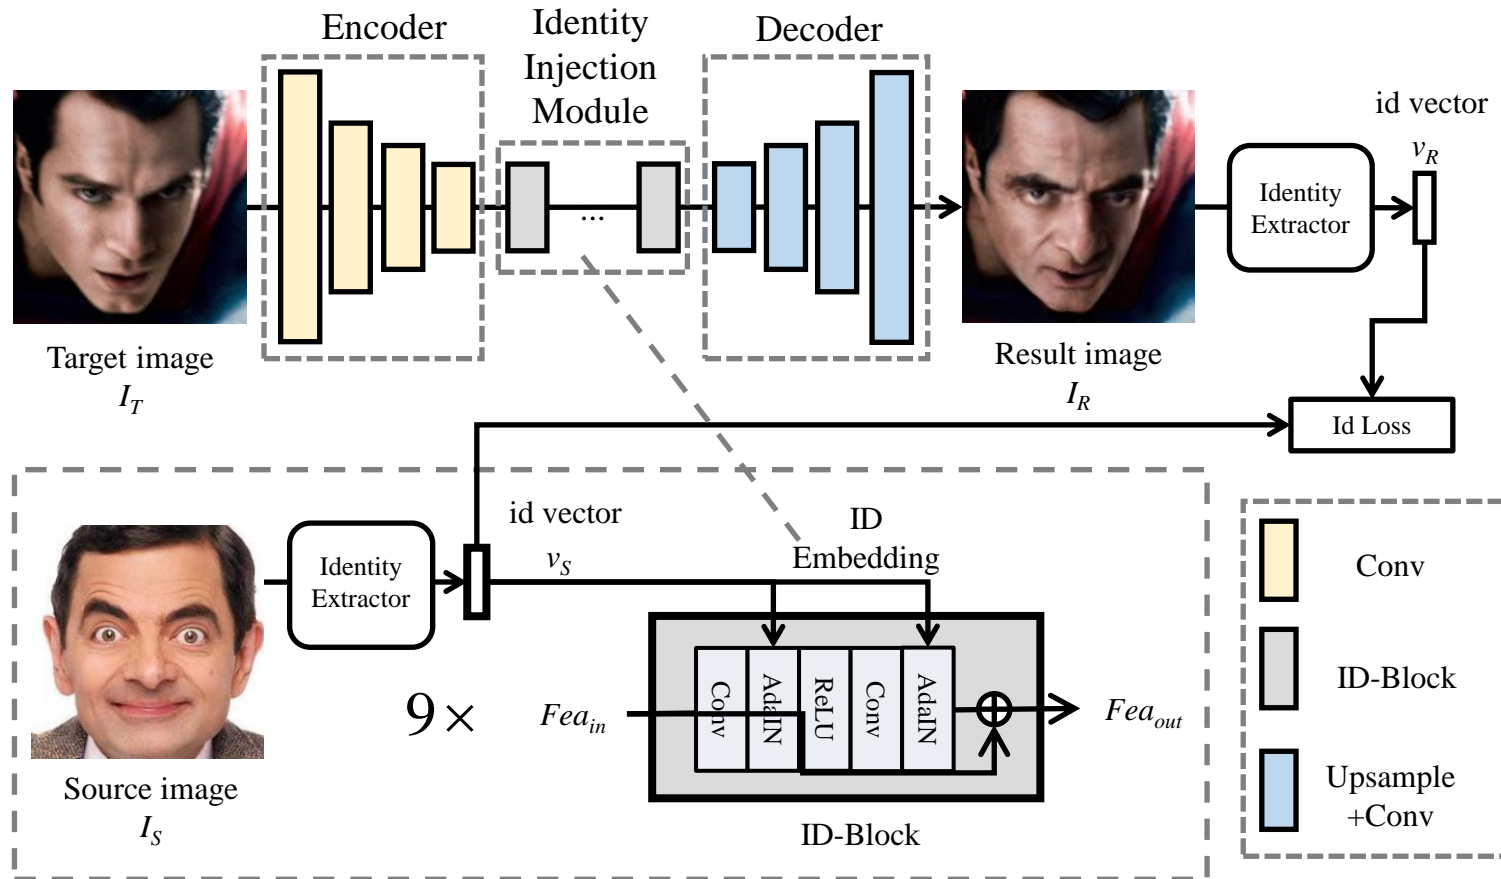 Encoder
Identity
Injection
Module
Decoder
id vector
v_R
Identity
Extractor
...
Target image
I_T
Result image
I_R
Id Loss
id vector
v_S
ID
Embedding
Identity
Extractor
Conv
AdaIN
ReLU
Conv
AdaIN
9×
Fea_in
Fea_out
Source image
I_S
ID-Block
Conv
ID-Block
Upsample
+Conv